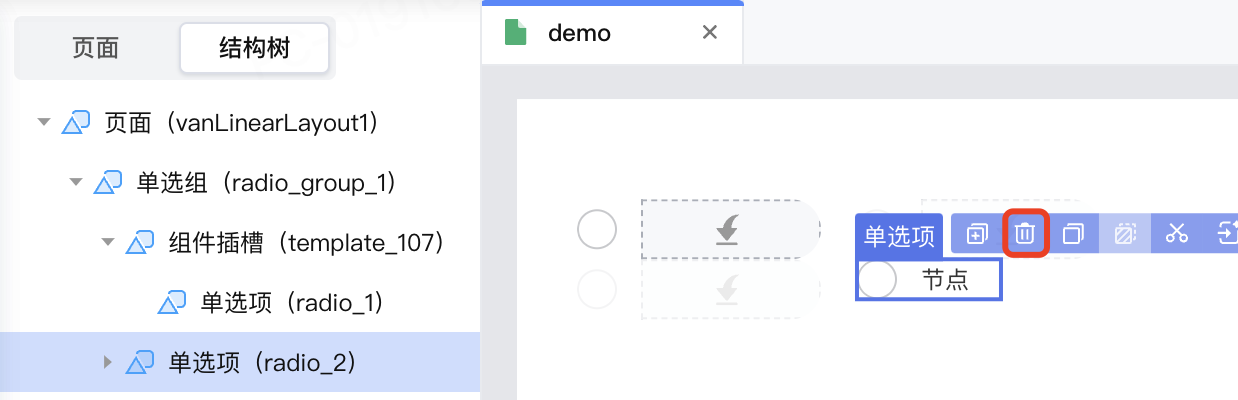 页面
结构树
页面（vanLinearLayout1）
单选组（radio_group_1）
组件插槽（template_107）
单选项（radio_1）
单选项（radio_2）
demo
单选项
节点